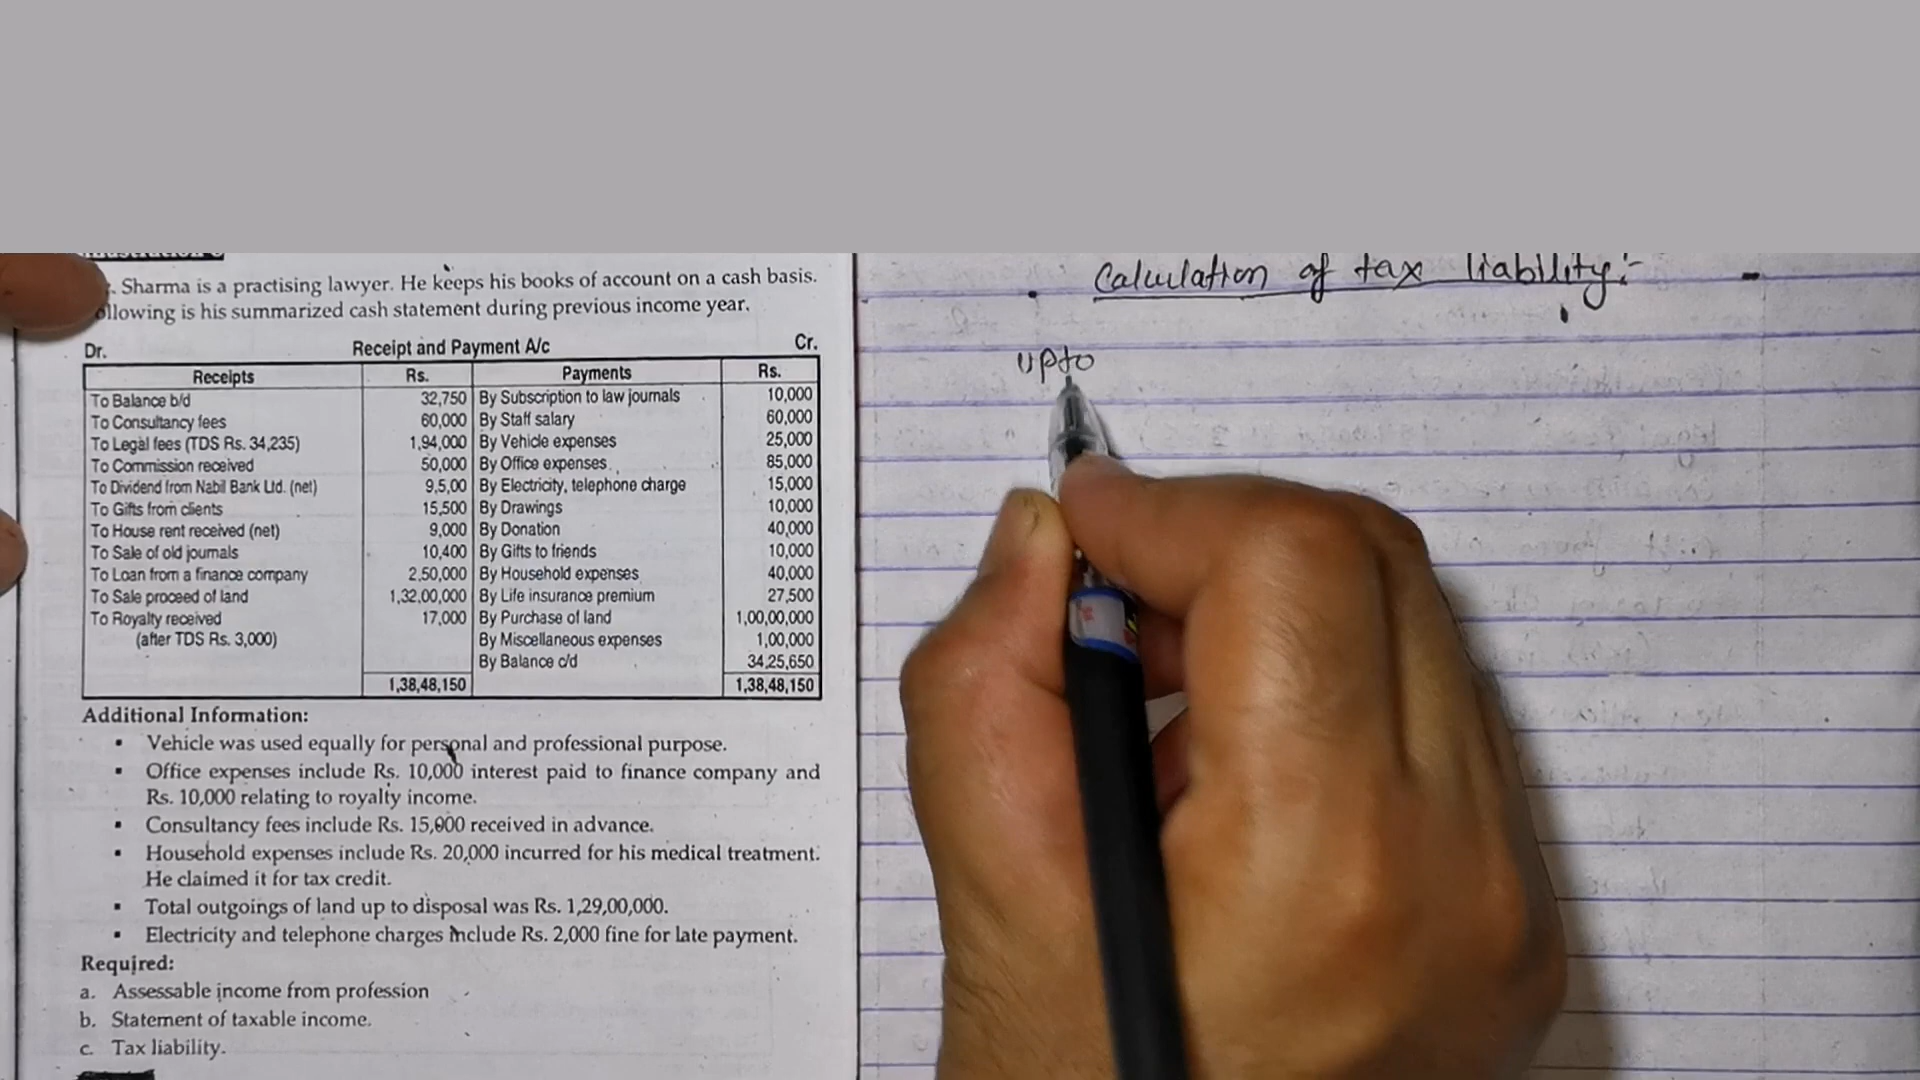 . Sharma is a practising lawyer. He keeps his books of account on a cash basis.
ollowing is his summarized cash statement during previous income year.
Dr. Receipt and Payment A/c Cr.
Receipts Rs. Payments Rs.
To Balance b/d 32,750 By Subscription to law journals 10,000
To Consultancy fees 60,000 By Staff salary 60,000
To Legal fees (TDS Rs. 34,235) 1,94,000 By Vehicle expenses 25,000
To Commission received 50,000 By Office expenses 85,000
To Dividend from Nabil Bank Ltd. (net) 9,5,00 By Electricity, telephone charge 15,000
To Gifts from clients 15,500 By Drawings 10,000
To House rent received (net) 9,000 By Donation 40,000
To Sale of old journals 10,400 By Gifts to friends 10,000
To Loan from a finance company 2,50,000 By Household expenses 40,000
To Sale proceed of land 1,32,00,000 By Life insurance premium 27,500
To Royalty received 17,000 By Purchase of land 1,00,00,000
(after TDS Rs. 3,000) By Miscellaneous expenses 1,00,000
By Balance c/d 34,25,650
1,38,48,150 1,38,48,150
Additional Information:
▪ Vehicle was used equally for personal and professional purpose.
▪ Office expenses include Rs. 10,000 interest paid to finance company and
Rs. 10,000 relating to royalty income.
▪ Consultancy fees include Rs. 15,000 received in advance.
▪ Household expenses include Rs. 20,000 incurred for his medical treatment.
He claimed it for tax credit.
▪ Total outgoings of land up to disposal was Rs. 1,29,00,000.
▪ Electricity and telephone charges include Rs. 2,000 fine for late payment.
Required:
a. Assessable income from profession
b. Statement of taxable income.
c. Tax liability.
Calculation of tax liability:-
upto